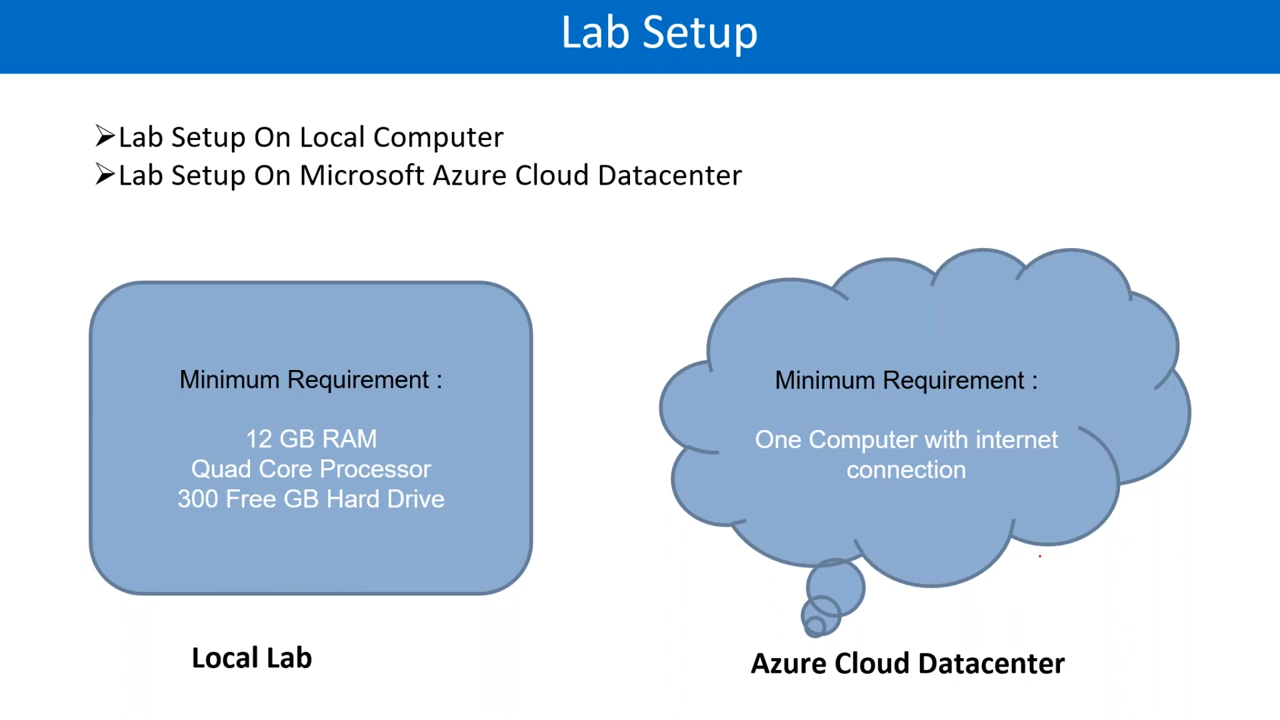 Lab Setup
➢Lab Setup On Local Computer
➢Lab Setup On Microsoft Azure Cloud Datacenter
Minimum Requirement :
12 GB RAM
Quad Core Processor
300 Free GB Hard Drive
Local Lab
Minimum Requirement :
One Computer with internet
connection
Azure Cloud Datacenter